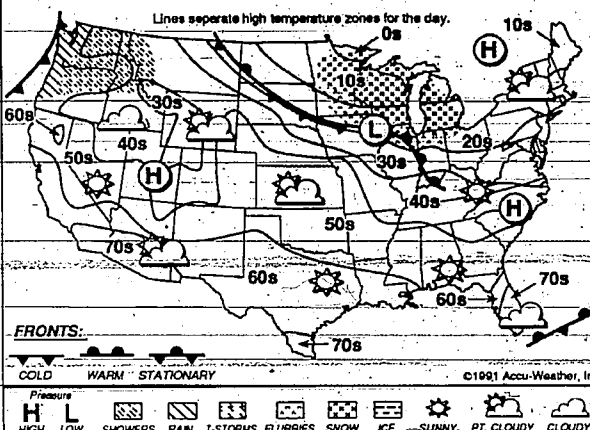 Lines seperate high temperature zones for the day.
0s
10s
H
10s
30s
60s
40s
L
20s
50s
30s
H
40s
H
50s
70s
60s
60s
70s
70s
FRONTS:
COLD WARM STATIONARY
©1991 Accu-Weather, In
Pressure
H L
HIGH LOW SHOWERS RAIN T-STORMS FLURRIES SNOW ICE SUNNY PT. CLOUDY CLOUDY